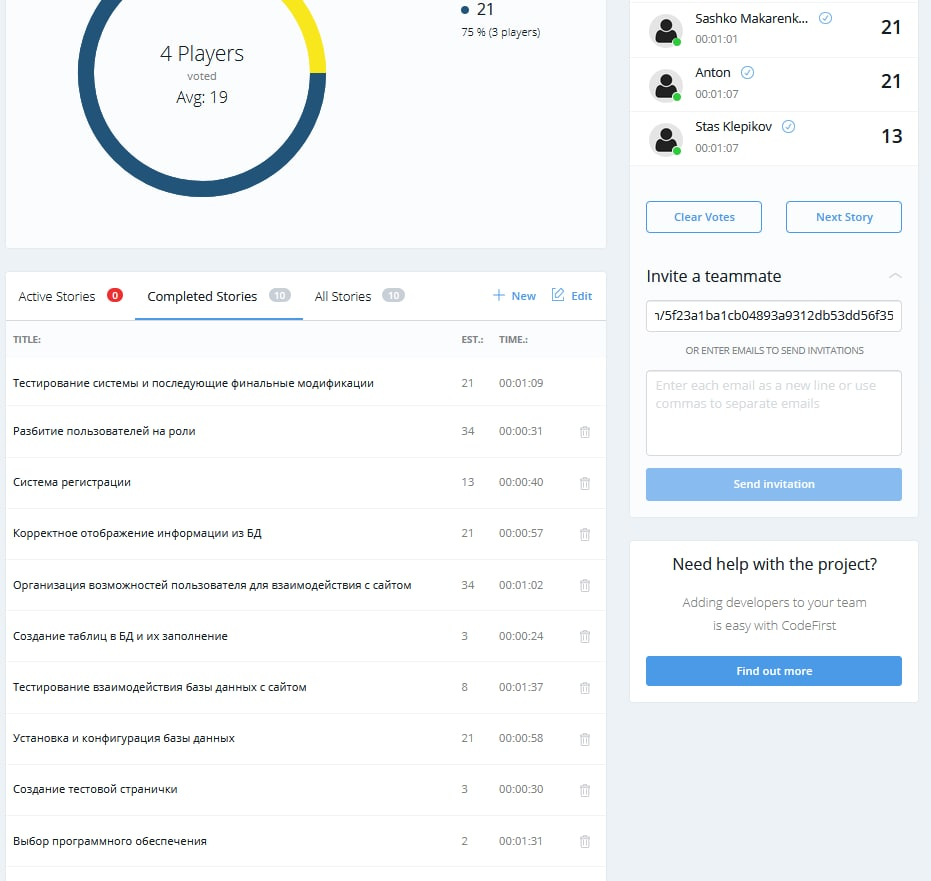 21
75 % (3 players)
4 Players
voted
Avg: 19
Active Stories 0 Completed Stories 10 All Stories 10 New Edit
TITLE: EST.: TIME.:
Тестирование системы и последующие финальные модификации 21 00:01:09
Разбитие пользователей на роли 34 00:00:31
Система регистрации 13 00:00:40
Корректное отображение информации из БД 21 00:00:57
Организация возможностей пользователя для взаимодействия с сайтом 34 00:01:02
Создание таблиц в БД и их заполнение 3 00:00:24
Тестирование взаимодействия базы данных с сайтом 8 00:01:37
Установка и конфигурация базы данных 21 00:00:58
Создание тестовой странички 3 00:00:30
Выбор программного обеспечения 2 00:01:31
Sashko Makarenk... 21
00:01:01
Anton 21
00:01:07
Stas Klepikov 13
00:01:07
Clear Votes Next Story
Invite a teammate
/5f23a1ba1cb04893a9312db53dd56f35
OR ENTER EMAILS TO SEND INVITATIONS
Enter each email as a new line or use
commas to separate emails
Send invitation
Need help with the project?
Adding developers to your team
is easy with CodeFirst
Find out more